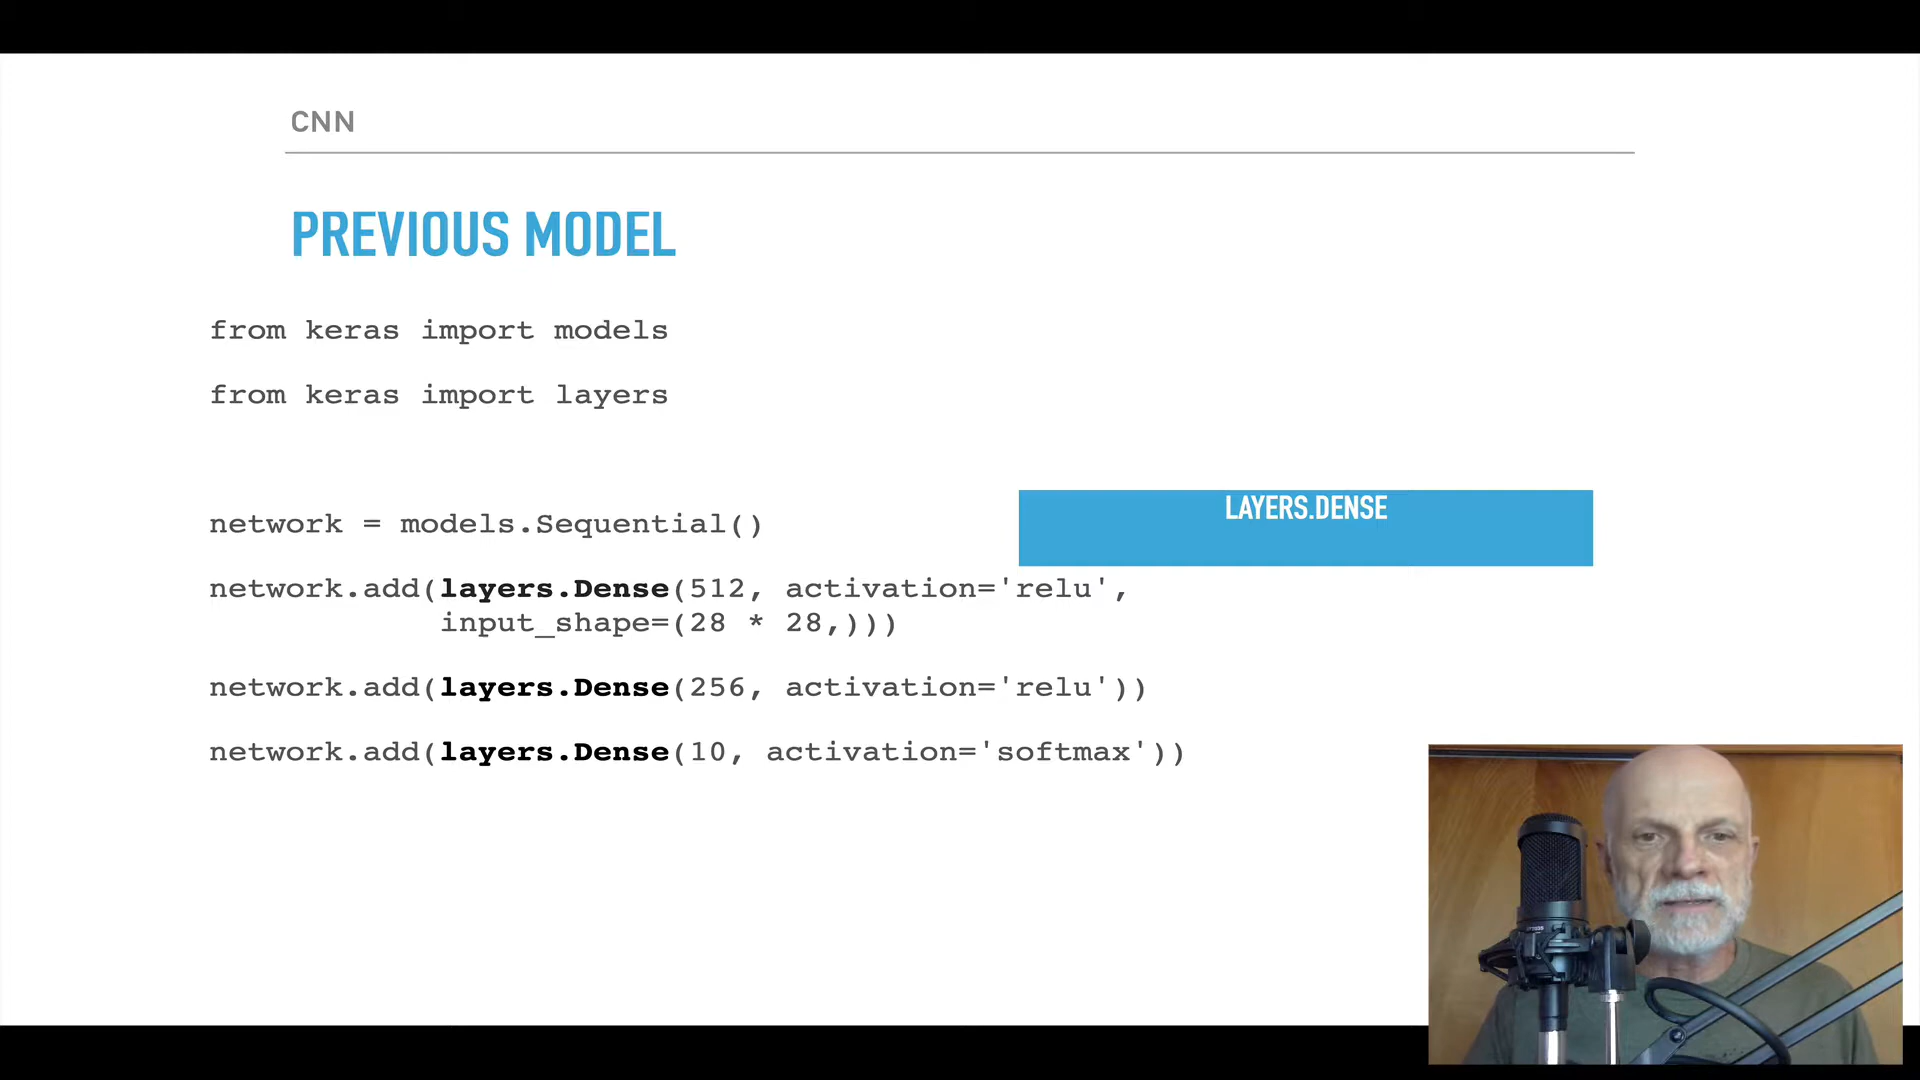 CNN
PREVIOUS MODEL
from keras import models
from keras import layers
network = models.Sequential()
LAYERS.DENSE
network.add(layers.Dense(512, activation='relu',
input_shape=(28 * 28,)))
network.add(layers.Dense(256, activation='relu'))
network.add(layers.Dense(10, activation='softmax'))